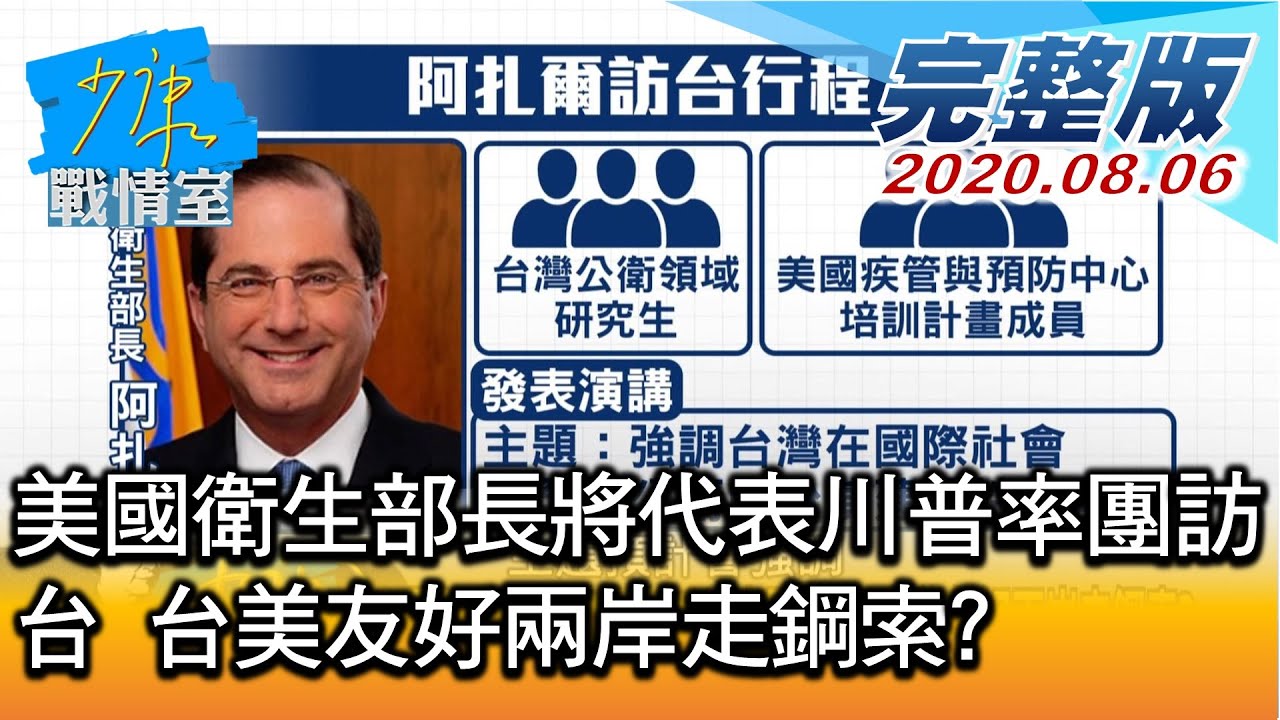 少康
戰情室
阿扎爾訪台行程
完整版
2020.08.06
衛生部長
阿扎
台灣公衛領域
研究生
美國疾管與預防中心
培訓計畫成員
發表演講
主題：強調台灣在國際社會
美國衛生部長將代表川普率團訪
台 台美友好兩岸走鋼索?